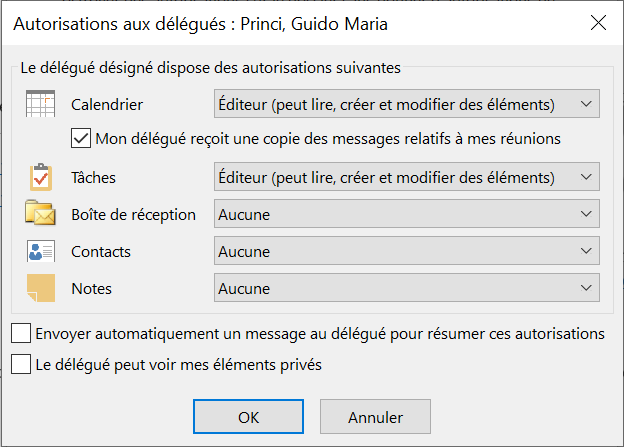 Autorisations aux délégués : Princi, Guido Maria
Le délégué désigné dispose des autorisations suivantes
Calendrier Éditeur (peut lire, créer et modifier des éléments)
Mon délégué reçoit une copie des messages relatifs à mes réunions
Tâches Éditeur (peut lire, créer et modifier des éléments)
Boîte de réception Aucune
Contacts Aucune
Notes Aucune
Envoyer automatiquement un message au délégué pour résumer ces autorisations
Le délégué peut voir mes éléments privés
OK Annuler